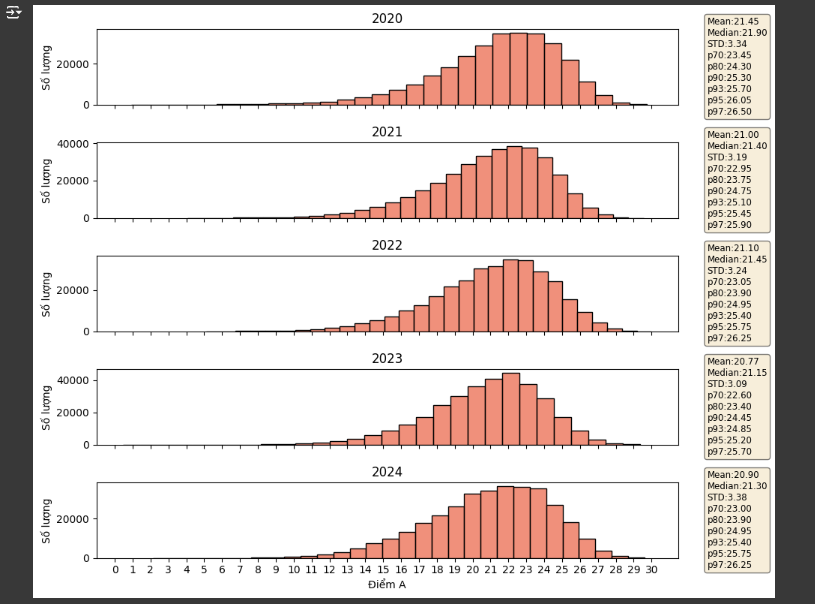 2020
Số lượng
20000
0
Mean:21.45
Median:21.90
STD:3.34
p70:23.45
p80:24.30
p90:25.30
p93:25.70
p95:26.05
p97:26.50
2021
Số lượng
40000
20000
0
Mean:21.00
Median:21.40
STD:3.19
p70:22.95
p80:23.75
p90:24.75
p93:25.10
p95:25.45
p97:25.90
2022
Số lượng
20000
0
Mean:21.10
Median:21.45
STD:3.24
p70:23.05
p80:23.90
p90:24.95
p93:25.40
p95:25.75
p97:26.25
2023
Số lượng
40000
20000
0
Mean:20.77
Median:21.15
STD:3.09
p70:22.60
p80:23.40
p90:24.45
p93:24.85
p95:25.20
p97:25.70
2024
Số lượng
20000
0
Mean:20.90
Median:21.30
STD:3.38
p70:23.00
p80:23.90
p90:24.95
p93:25.40
p95:25.75
p97:26.25
0 1 2 3 4 5 6 7 8 9 10 11 12 13 14 15 16 17 18 19 20 21 22 23 24 25 26 27 28 29 30
Điểm A